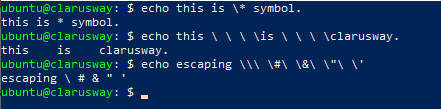 ubuntu@clarusway: $ echo this is \* symbol.
this is * symbol.
ubuntu@clarusway: $ echo this \ \ \ \is \ \ \ \clarusway.
this    is    clarusway.
ubuntu@clarusway: $ echo escaping \\\ \#\ \&\ \"\ \'
escaping \ # & " '
ubuntu@clarusway: $